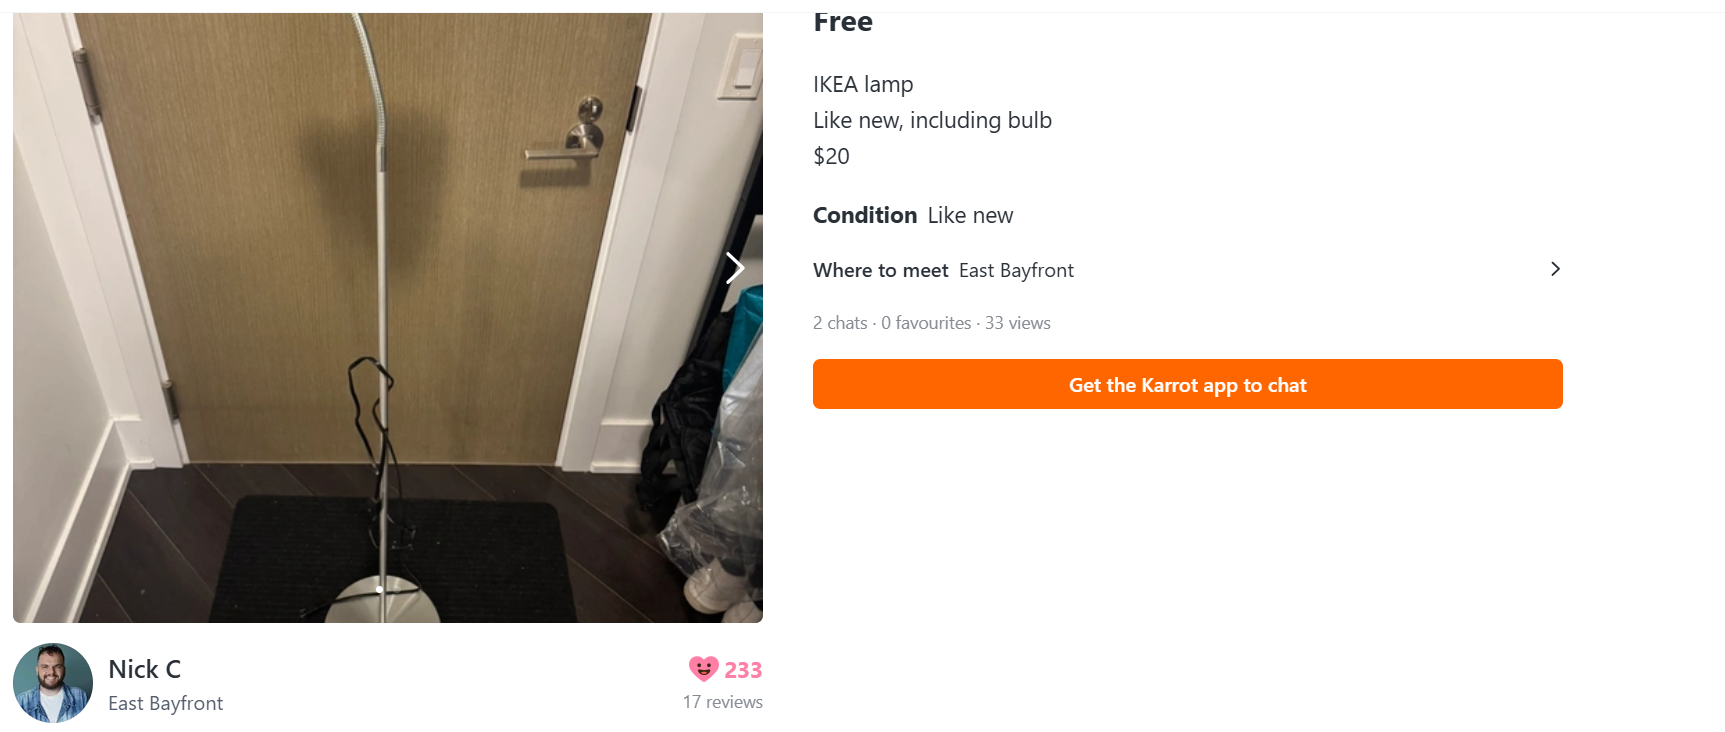 Free
IKEA lamp
Like new, including bulb
$20
Condition Like new
Where to meet East Bayfront
2 chats · 0 favourites · 33 views
Get the Karrot app to chat
Nick C
East Bayfront
233
17 reviews